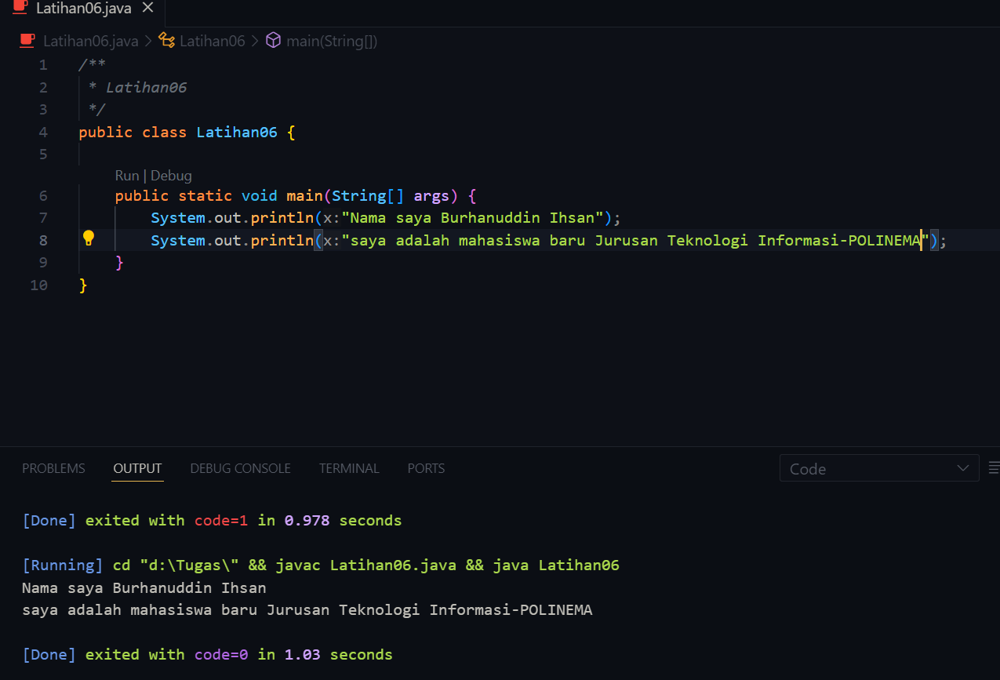 Latihan06.java
Latihan06.java > Latihan06 > main(String[])
1 /**
2  * Latihan06
3  */
4 public class Latihan06 {
5
Run | Debug
6     public static void main(String[] args) {
7         System.out.println(x:"Nama saya Burhanuddin Ihsan");
8         System.out.println(x:"saya adalah mahasiswa baru Jurusan Teknologi Informasi-POLINEMA");
9     }
10 }
PROBLEMS OUTPUT DEBUG CONSOLE TERMINAL PORTS Code
[Done] exited with code=1 in 0.978 seconds
[Running] cd "d:\Tugas\" && javac Latihan06.java && java Latihan06
Nama saya Burhanuddin Ihsan
saya adalah mahasiswa baru Jurusan Teknologi Informasi-POLINEMA
[Done] exited with code=0 in 1.03 seconds